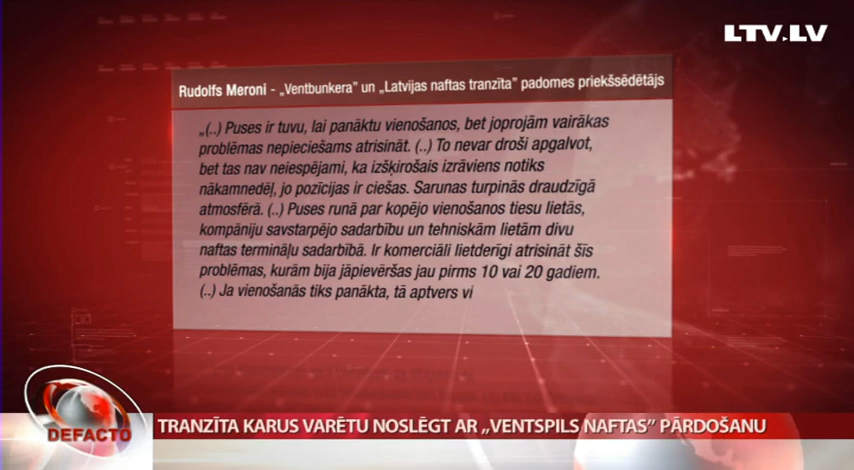 LTV.LV
Rudolfs Meroni - „Ventbunkera” un „Latvijas naftas tranzīta” padomes priekšsēdētājs
„(..) Puses ir tuvu, lai panāktu vienošanos, bet joprojām vairākas
problēmas nepieciešams atrisināt. (..) To nevar droši apgalvot,
bet tas nav neiespējami, ka izšķirošais izrāviens notiks
nākamnedēļ, jo pozīcijas ir ciešas. Sarunas turpinās draudzīgā
atmosfērā. (..) Puses runā par kopējo vienošanos tiesu lietās,
kompāniju savstarpējo sadarbību un tehniskām lietām divu
naftas termināļu sadarbībā. Ir komerciāli lietderīgi atrisināt šīs
problēmas, kurām bija jāpievēršas jau pirms 10 vai 20 gadiem.
(..) Ja vienošanās tiks panākta, tā aptvers vi
DEFACTO
TRANZĪTA KARUS VARĒTU NOSLĒGT AR „VENTSPILS NAFTAS” PĀRDOŠANU